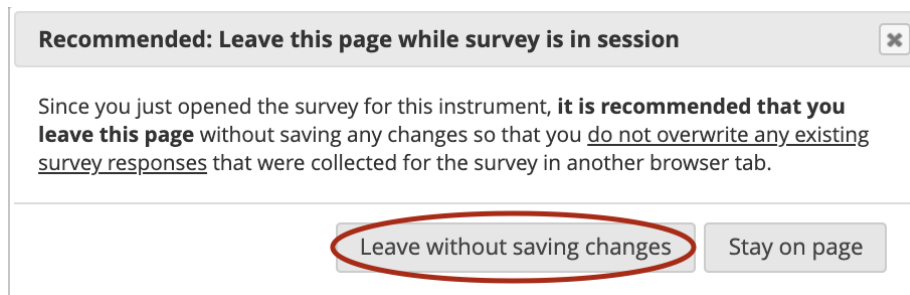 Recommended: Leave this page while survey is in session
Since you just opened the survey for this instrument, it is recommended that you
leave this page without saving any changes so that you do not overwrite any existing
survey responses that were collected for the survey in another browser tab.
Leave without saving changes
Stay on page